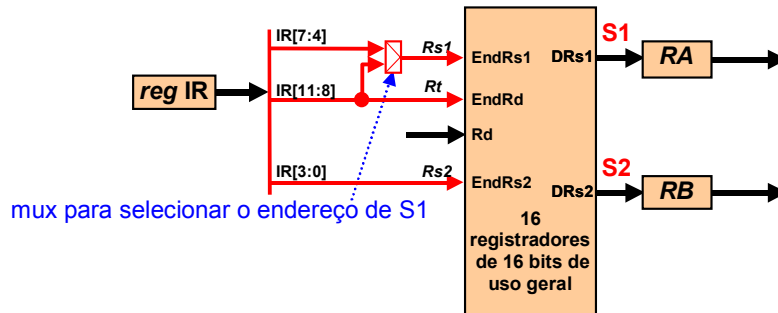 IR[7:4]
Rs1
EndRs1
DRs1
S1
RA
reg IR
IR[11:8]
Rt
EndRd
Rd
IR[3:0]
Rs2
EndRs2
DRs2
S2
RB
mux para selecionar o endereço de S1
16
registradores
de 16 bits de
uso geral